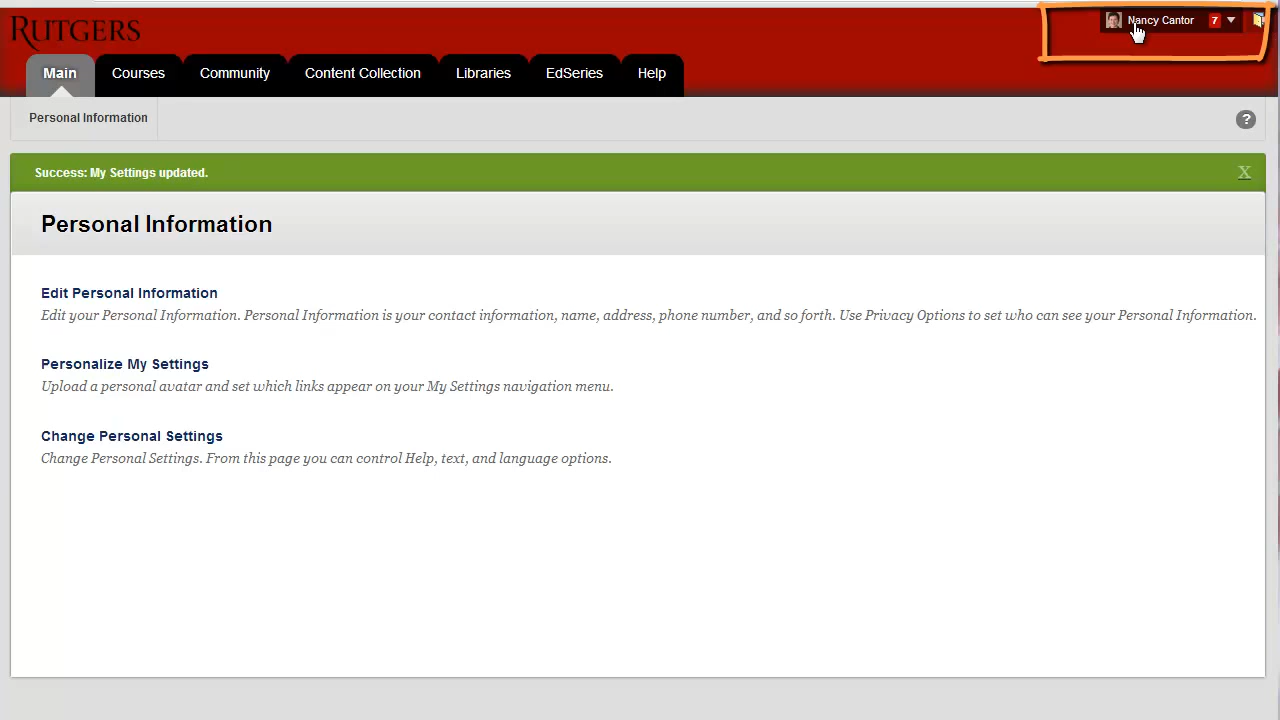 RUTGERS
Nancy Cantor 7
Main Courses Community Content Collection Libraries EdSeries Help
Personal Information
?
Success: My Settings updated. X
Personal Information
Edit Personal Information
Edit your Personal Information. Personal Information is your contact information, name, address, phone number, and so forth. Use Privacy Options to set who can see your Personal Information.
Personalize My Settings
Upload a personal avatar and set which links appear on your My Settings navigation menu.
Change Personal Settings
Change Personal Settings. From this page you can control Help, text, and language options.